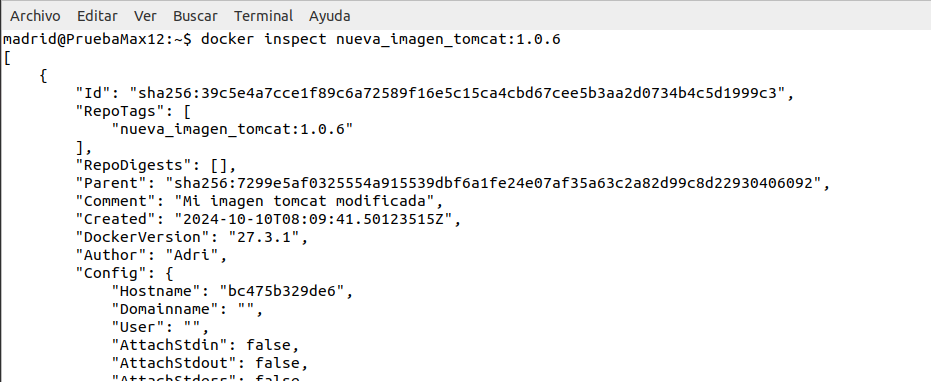 Archivo Editar Ver Buscar Terminal Ayuda
madrid@PruebaMax12:~$ docker inspect nueva_imagen_tomcat:1.0.6
[
    {
        "Id": "sha256:39c5e4a7cce1f89c6a72589f16e5c15ca4cbd67cee5b3aa2d0734b4c5d1999c3",
        "RepoTags": [
            "nueva_imagen_tomcat:1.0.6"
        ],
        "RepoDigests": [],
        "Parent": "sha256:7299e5af0325554a915539dbf6a1fe24e07af35a63c2a82d99c8d22930406092",
        "Comment": "Mi imagen tomcat modificada",
        "Created": "2024-10-10T08:09:41.50123515Z",
        "DockerVersion": "27.3.1",
        "Author": "Adri",
        "Config": {
            "Hostname": "bc475b329de6",
            "Domainname": "",
            "User": "",
            "AttachStdin": false,
            "AttachStdout": false,
            "AttachStderr": false